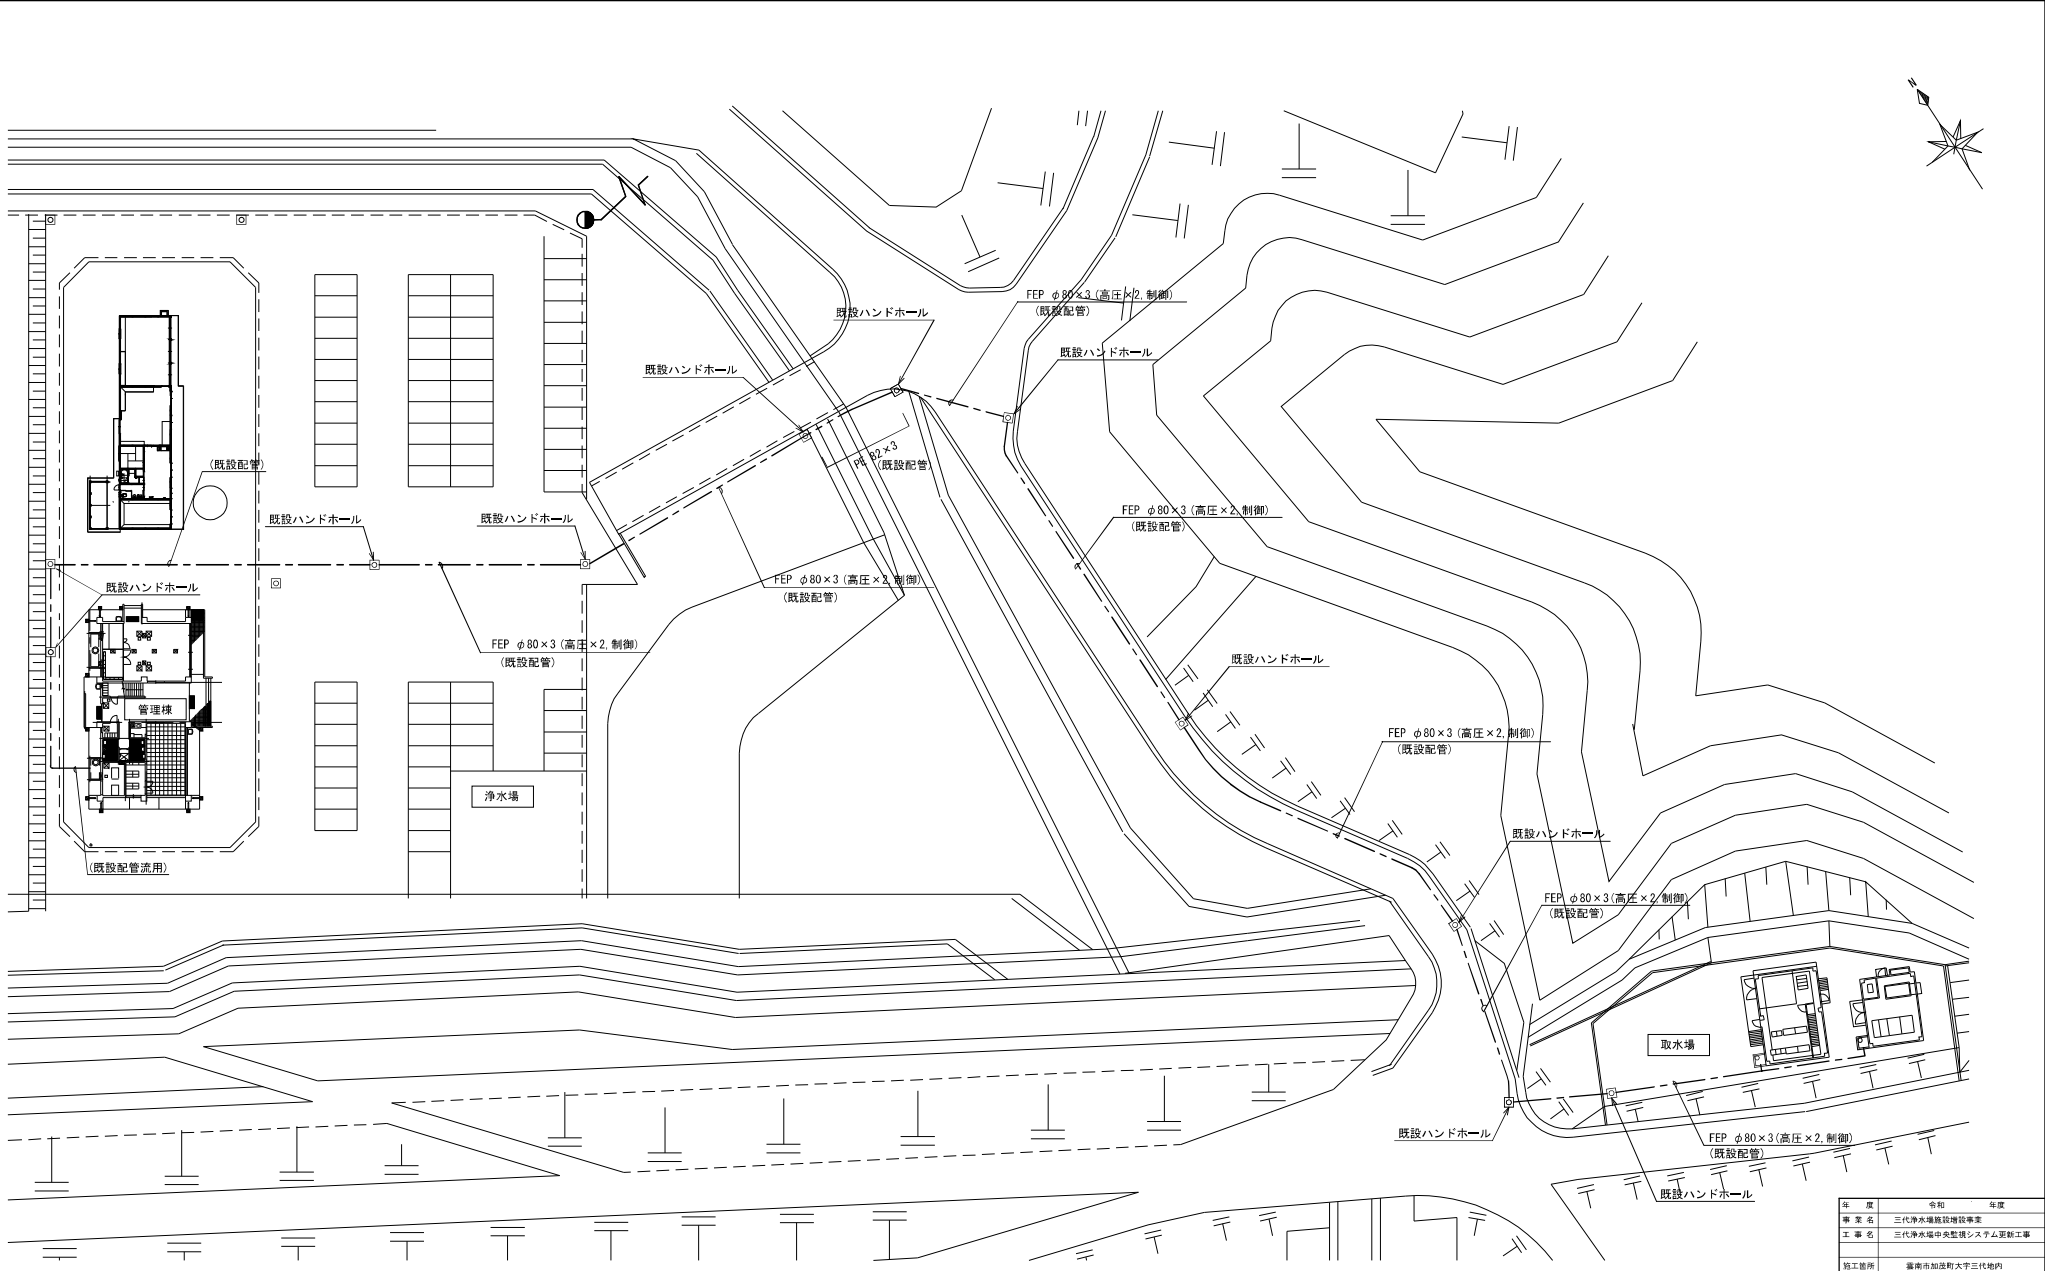 N
FEP φ80×3(高圧×2,制御)
(既設配管)
既設ハンドホール
既設ハンドホール
既設ハンドホール
PE 82×3
(既設配管)
(既設配管)
既設ハンドホール
既設ハンドホール
FEP φ80×3(高圧×2,制御)
(既設配管)
FEP φ80×3(高圧×2,制御)
(既設配管)
既設ハンドホール
FEP φ80×3(高圧×2,制御)
(既設配管)
既設ハンドホール
管理棟
FEP φ80×3(高圧×2,制御)
(既設配管)
浄水場
既設ハンドホール
(既設配管流用)
FEP φ80×3(高圧×2,制御)
(既設配管)
取水場
既設ハンドホール
FEP φ80×3(高圧×2,制御)
(既設配管)
既設ハンドホール
年 度 令和 年度
事業名 三代浄水場施設増設事業
工事名 三代浄水場中央監視システム更新工事
施工箇所 雲南市加茂町大字三代地内